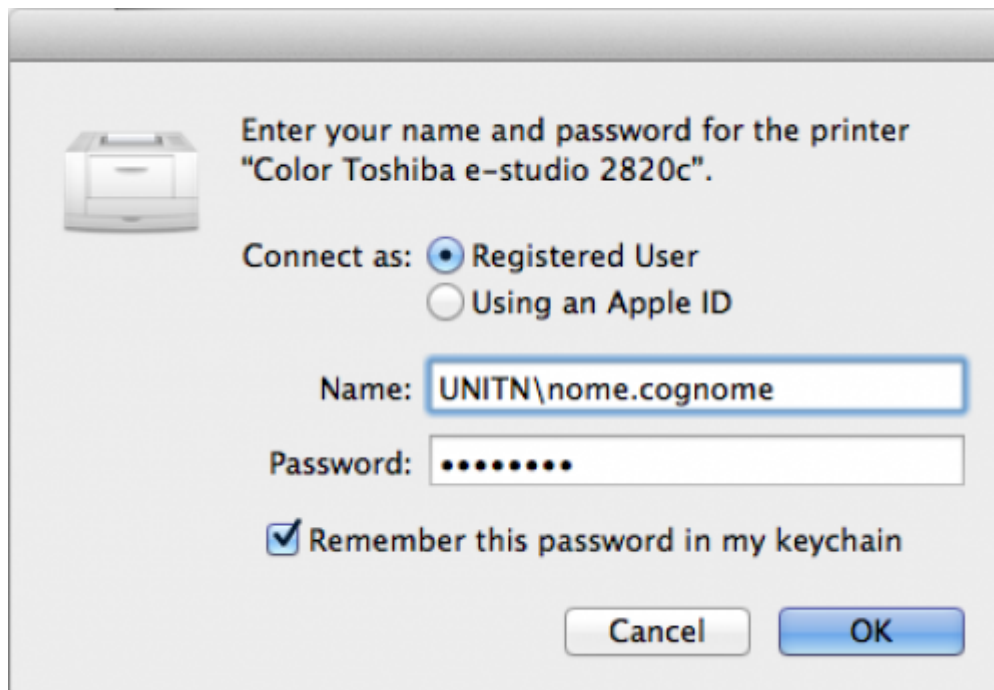 Enter your name and password for the printer
“Color Toshiba e-studio 2820c”.
Connect as: Registered User
Using an Apple ID
Name: UNITN\nome.cognome
Password: ••••••••
Remember this password in my keychain
Cancel OK